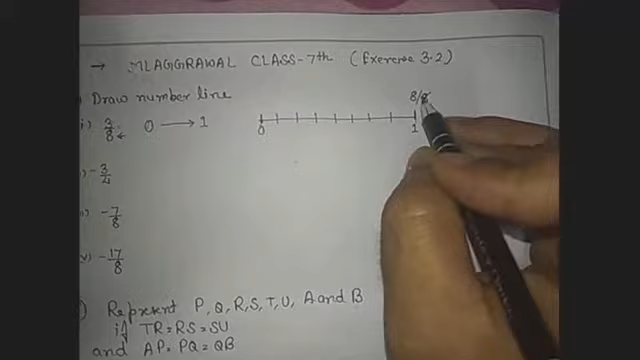 → MLAGGRAWAL CLASS-7th (Exercise 3.2)
) Draw number line
i) 3/8 0 → 1
8/8
0 1
) -3/4
) -7/8
v) -17/8
) Represent P, Q, R, S, T, U, A and B
if TR = RS = SU
and AP = PQ = QB